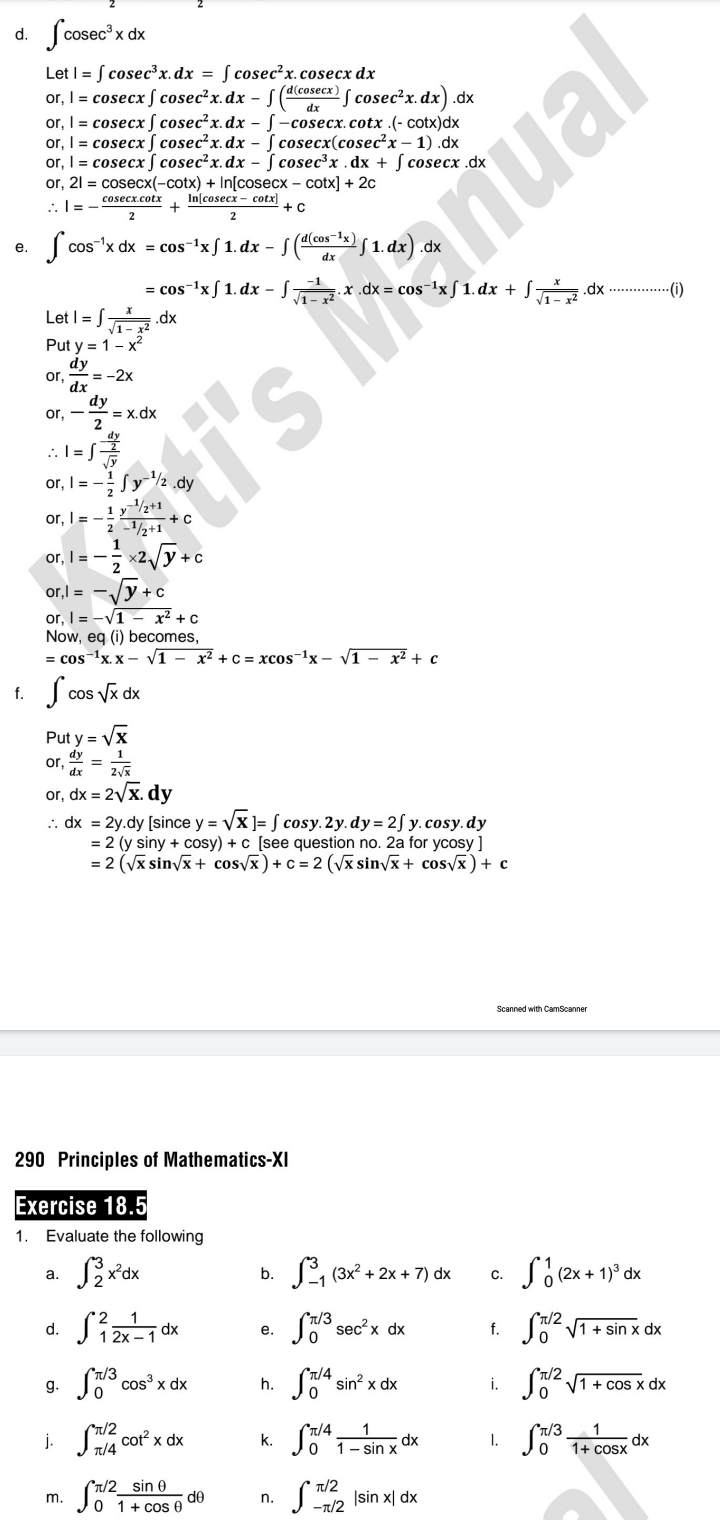 2 2
d. ∫ cosec³ x dx
Let I = ∫ cosec³x. dx = ∫ cosec²x. cosecx dx
or, I = cosecx ∫ cosec²x. dx − ∫ (d(cosecx)/dx ∫ cosec²x. dx) .dx
or, I = cosecx ∫ cosec²x. dx − ∫ −cosecx. cotx .(- cotx)dx
or, I = cosecx ∫ cosec²x. dx − ∫ cosecx(cosec²x − 1) .dx
or, I = cosecx ∫ cosec²x. dx − ∫ cosec³x . dx + ∫ cosecx .dx
or, 2I = cosecx(−cotx) + ln[cosecx − cotx] + 2c
∴ I = − cosecx.cotx/2 + ln[cosecx − cotx]/2 + c
e. ∫ cos⁻¹x dx = cos⁻¹x ∫ 1. dx − ∫ (d(cos⁻¹x)/dx ∫ 1. dx) .dx
= cos⁻¹x ∫ 1. dx − ∫ −1/√(1− x²) . x .dx = cos⁻¹x ∫ 1. dx + ∫ x/√(1− x²) .dx ...............(i)
Let I = ∫ x/√(1− x²) .dx
Put y = 1 − x²
or, dy/dx = −2x
or, − dy/2 = x.dx
∴ I = ∫ (−dy/2)/√y
or, I = − 1/2 ∫ y^(−1/2) .dy
or, I = − 1/2 y^(−1/2+1)/(−1/2+1) + c
or, I = − 1/2 ×2√y + c
or,I = −√y + c
or, I = −√(1 − x²) + c
Now, eq (i) becomes,
= cos⁻¹x. x − √(1 − x²) + c = xcos⁻¹x − √(1 − x²) + c
f. ∫ cos √x dx
Put y = √x
or, dy/dx = 1/(2√x)
or, dx = 2√x. dy
∴ dx = 2y.dy [since y = √x ]= ∫ cosy. 2y. dy = 2∫ y. cosy. dy
= 2 (y siny + cosy) + c [see question no. 2a for ycosy ]
= 2 (√x sin√x + cos√x) + c = 2 (√x sin√x + cos√x) + c
Kriti's Manual
Scanned with CamScanner
290 Principles of Mathematics-XI
Exercise 18.5
1. Evaluate the following
a. ∫₂³ x²dx b. ∫₋₁³ (3x² + 2x + 7) dx c. ∫₀¹ (2x + 1)³ dx
d. ∫₁² 1/(2x − 1) dx e. ∫₀^(π/3) sec² x dx f. ∫₀^(π/2) √(1 + sin x) dx
g. ∫₀^(π/3) cos³ x dx h. ∫₀^(π/4) sin² x dx i. ∫₀^(π/2) √(1 + cos x) dx
j. ∫_(π/4)^(π/2) cot² x dx k. ∫₀^(π/4) 1/(1 − sin x) dx l. ∫₀^(π/3) 1/(1+ cosx) dx
m. ∫₀^(π/2) sin θ/(1 + cos θ) dθ n. ∫_(−π/2)^(π/2) |sin x| dx